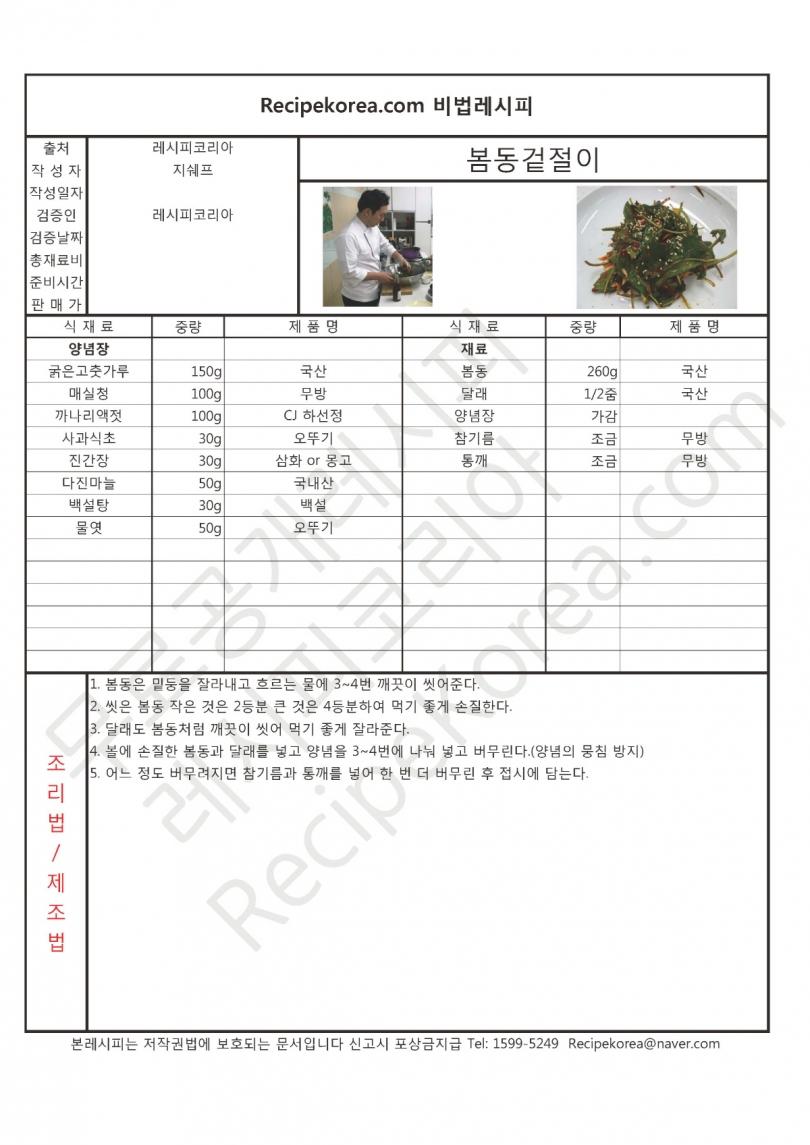 Recipekorea.com 비법레시피
출처 레시피코리아
작 성 자 지쉐프
작성일자
검증인 레시피코리아
검증날짜
총재료비
준비시간
판 매 가
봄동겉절이
식 재 료 중량 제 품 명 식 재 료 중량 제 품 명
양념장 재료
굵은고춧가루 150g 국산 봄동 260g 국산
매실청 100g 무방 달래 1/2줌 국산
까나리액젓 100g CJ 하선정 양념장 가감
사과식초 30g 오뚜기 참기름 조금 무방
진간장 30g 삼화 or 몽고 통깨 조금 무방
다진마늘 50g 국내산
백설탕 30g 백설
물엿 50g 오뚜기
조리법/제조법
1. 봄동은 밑둥을 잘라내고 흐르는 물에 3~4번 깨끗이 씻어준다.
2. 씻은 봄동 작은 것은 2등분 큰 것은 4등분하여 먹기 좋게 손질한다.
3. 달래도 봄동처럼 깨끗이 씻어 먹기 좋게 잘라준다.
4. 볼에 손질한 봄동과 달래를 넣고 양념을 3~4번에 나눠 넣고 버무린다.(양념의 뭉침 방지)
5. 어느 정도 버무려지면 참기름과 통깨를 넣어 한 번 더 버무린 후 접시에 담는다.
무료공개레시피
레시피코리아
Recipekorea.com
본레시피는 저작권법에 보호되는 문서입니다 신고시 포상금지급 Tel: 1599-5249 Recipekorea@naver.com